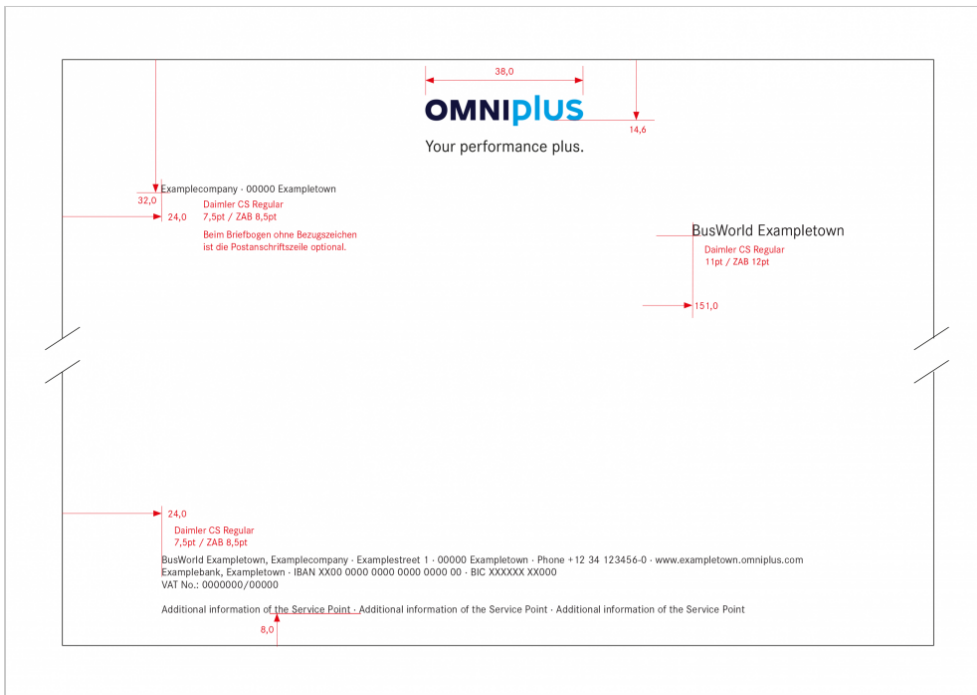 38,0
OMNIplus
14,6
Your performance plus.
Examplecompany · 00000 Exampletown
32,0
24,0
Daimler CS Regular
7,5pt / ZAB 8,5pt
Beim Briefbogen ohne Bezugszeichen
ist die Postanschriftszeile optional.
BusWorld Exampletown
Daimler CS Regular
11pt / ZAB 12pt
151,0
24,0
Daimler CS Regular
7,5pt / ZAB 8,5pt
BusWorld Exampletown, Examplecompany · Examplestreet 1 · 00000 Exampletown · Phone +12 34 123456-0 · www.exampletown.omniplus.com
Examplebank, Exampletown · IBAN XX00 0000 0000 0000 0000 00 · BIC XXXXXX XX000
VAT No.: 0000000/00000
Additional information of the Service Point · Additional information of the Service Point · Additional information of the Service Point
8,0